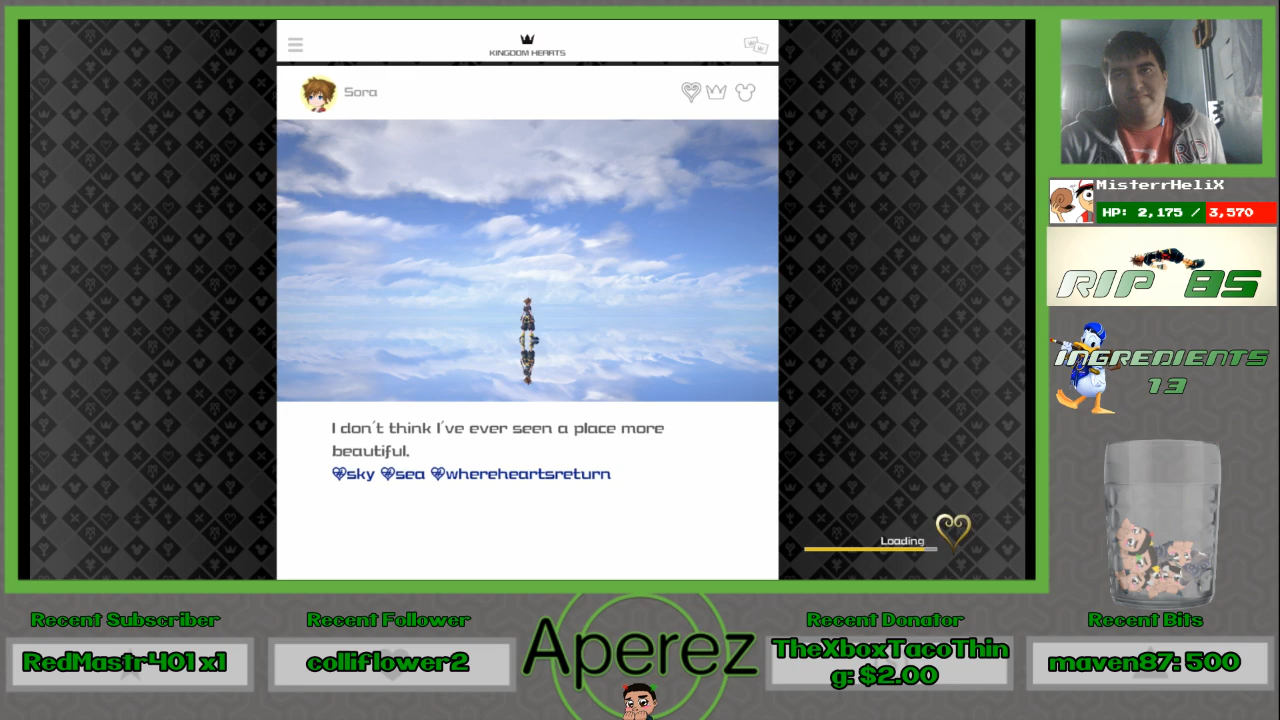 KINGDOM HEARTS
Sora
I don't think I've ever seen a place more
beautiful.
sky sea whereheartsreturn
Loading
MisterrHeliX
HP: 2,175 / 3,570
RIP 85
INGREDIENTS
13
Recent Subscriber
RedMastr401 x1
Recent Follower
colliflower2
Aperez
Recent Donator
TheXboxTacoThin
g: $2.00
Recent Bits
maven87: 500